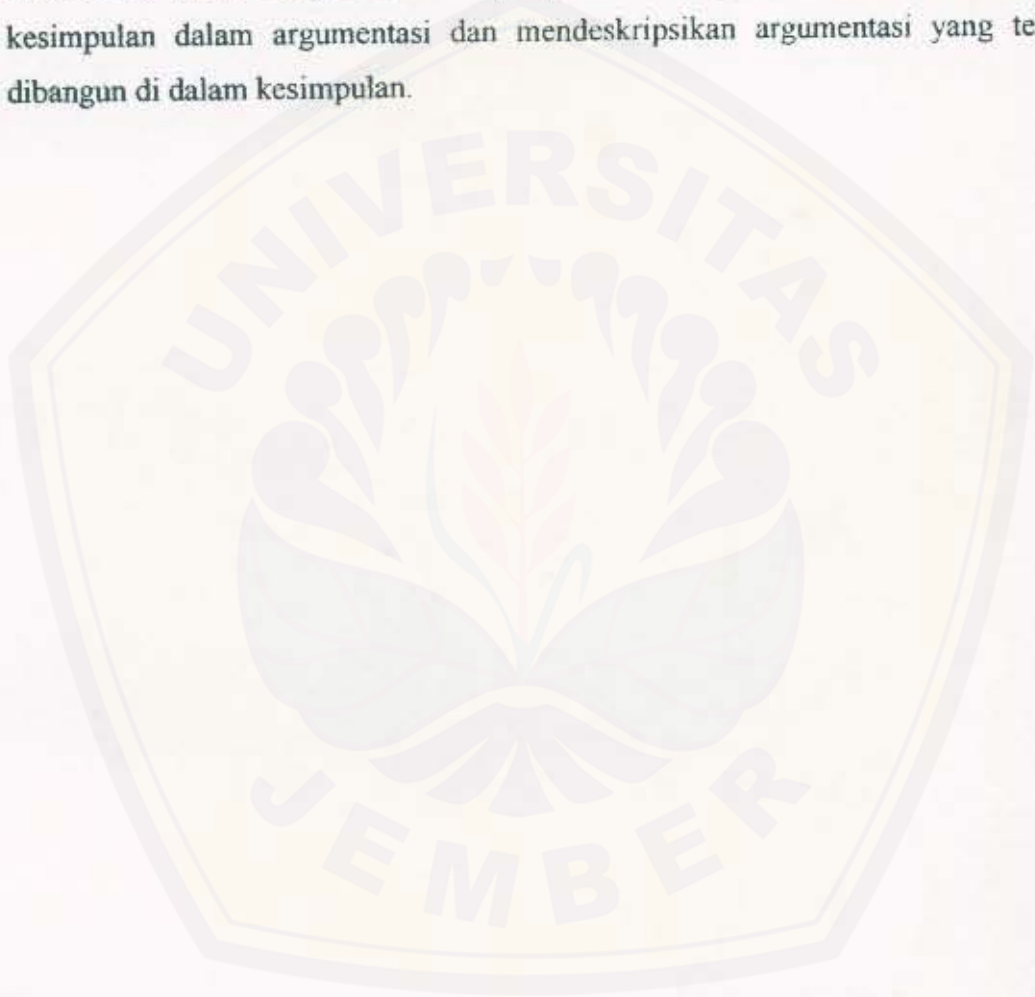 kesimpulan dalam argumentasi dan mendeskripsikan argumentasi yang te
dibangun di dalam kesimpulan.
UNIVERSITAS
JEMBER